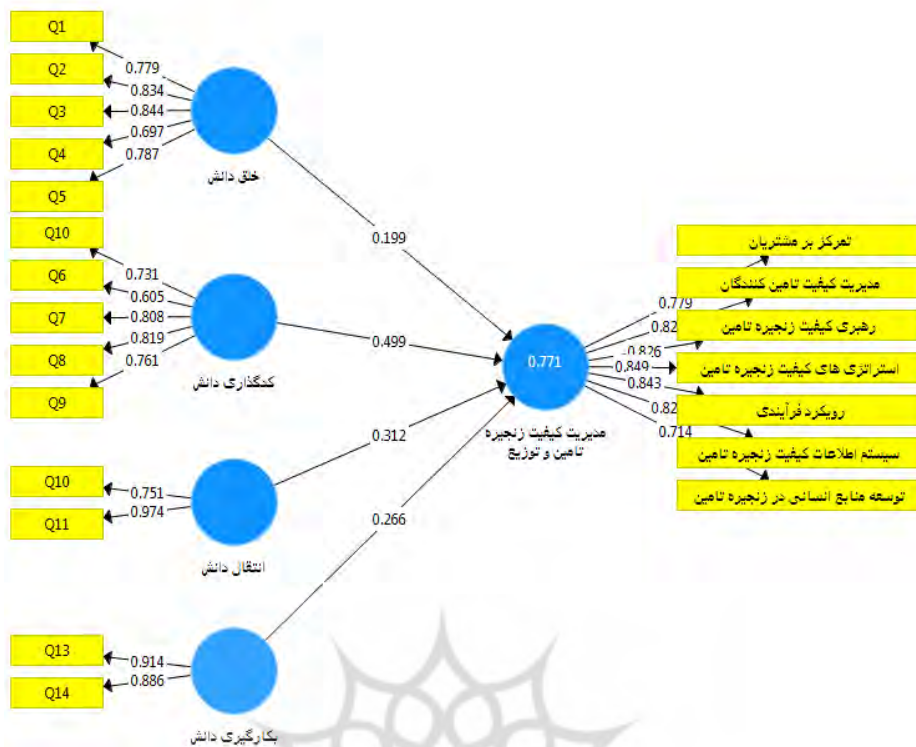 Q1
Q2
Q3
Q4
Q5
0.779
0.834
0.844
0.697
0.787
خلق دانش
0.199
Q10
Q6
Q7
Q8
Q9
0.731
0.605
0.808
0.819
0.761
کدگذاری دانش
0.499
Q10
Q11
0.751
0.974
انتقال دانش
0.312
Q13
Q14
0.914
0.886
بکارگیری دانش
0.266
0.771
مدیریت کیفیت زنجیره
تامین و توزیع
0.779
0.82
0.826
0.849
0.843
0.82
0.714
تمرکز بر مشتریان
مدیریت کیفیت تامین کنندگان
رهبری کیفیت زنجیره تامین
استراتژی های کیفیت زنجیره تامین
رویکرد فرآیندی
سیستم اطلاعات کیفیت زنجیره تامین
توسعه منابع انسانی در زنجیره تامین